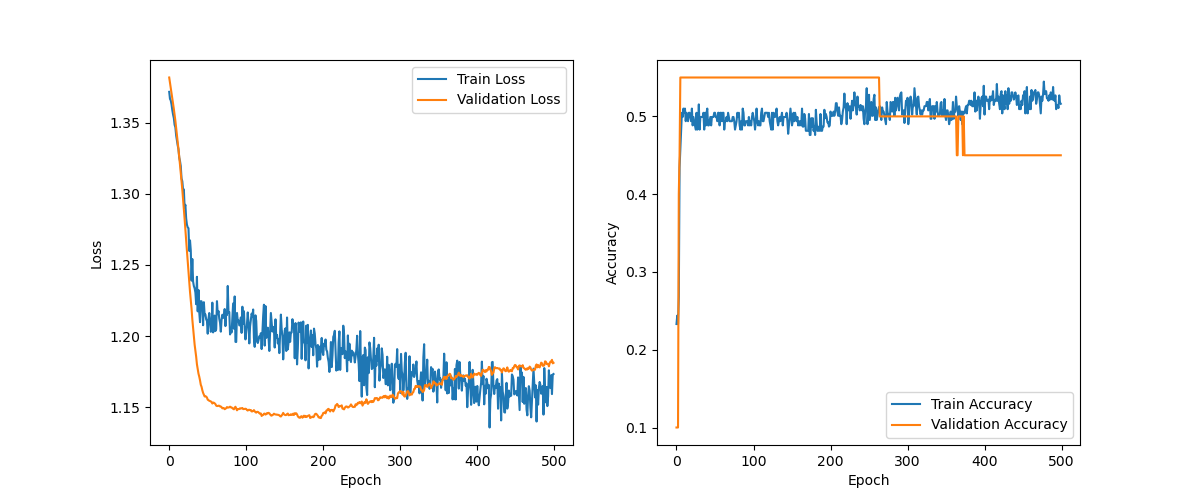 Train Loss
Validation Loss
1.35
1.30
1.25
1.20
1.15
Loss
0
100
200
300
400
500
Epoch
0.5
0.4
0.3
0.2
0.1
Accuracy
Train Accuracy
Validation Accuracy
0
100
200
300
400
500
Epoch